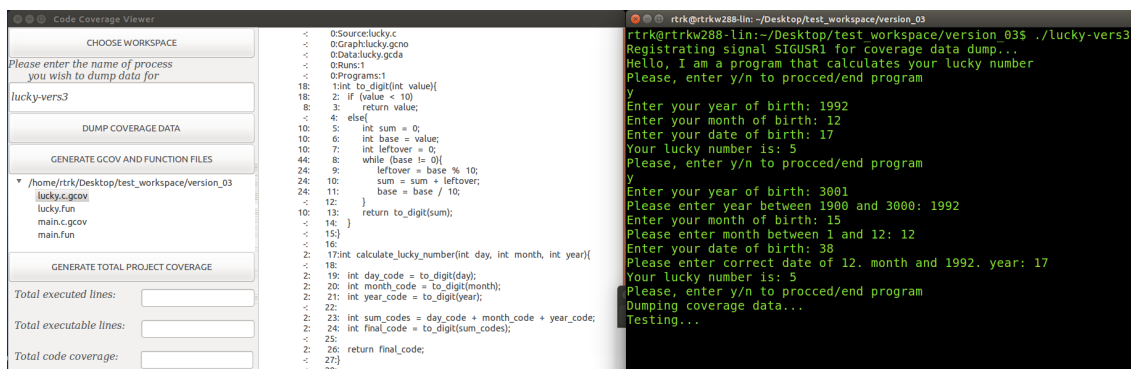 Code Coverage Viewer
CHOOSE WORKSPACE
Please enter the name of process
you wish to dump data for
lucky-vers3
DUMP COVERAGE DATA
GENERATE GCOV AND FUNCTION FILES
/home/rtrk/Desktop/test_workspace/version_03
lucky.c.gcov
lucky.fun
main.c.gcov
main.fun
GENERATE TOTAL PROJECT COVERAGE
Total executed lines:
Total executable lines:
Total code coverage:
-: 0:Source:lucky.c
-: 0:Graph:lucky.gcno
-: 0:Data:lucky.gcda
-: 0:Runs:1
-: 0:Programs:1
18: 1:int to_digit(int value){
18: 2: if (value < 10)
8: 3: return value;
-: 4: else{
10: 5: int sum = 0;
10: 6: int base = value;
10: 7: int leftover = 0;
44: 8: while (base != 0){
24: 9: leftover = base % 10;
24: 10: sum = sum + leftover;
24: 11: base = base / 10;
-: 12: }
10: 13: return to_digit(sum);
-: 14: }
-: 15:}
-: 16:
2: 17:int calculate_lucky_number(int day, int month, int year){
-: 18:
2: 19: int day_code = to_digit(day);
2: 20: int month_code = to_digit(month);
2: 21: int year_code = to_digit(year);
-: 22:
2: 23: int sum_codes = day_code + month_code + year_code;
2: 24: int final_code = to_digit(sum_codes);
-: 25:
2: 26: return final_code;
-: 27:}
rtrk@rtrkw288-lin: ~/Desktop/test_workspace/version_03
rtrk@rtrkw288-lin:~/Desktop/test_workspace/version_03$ ./lucky-vers3
Registrating signal SIGUSR1 for coverage data dump...
Hello, I am a program that calculates your lucky number
Please, enter y/n to procced/end program
y
Enter your year of birth: 1992
Enter your month of birth: 12
Enter your date of birth: 17
Your lucky number is: 5
Please, enter y/n to procced/end program
y
Enter your year of birth: 3001
Please enter year between 1900 and 3000: 1992
Enter your month of birth: 15
Please enter month between 1 and 12: 12
Enter your date of birth: 38
Please enter correct date of 12. month and 1992. year: 17
Your lucky number is: 5
Please, enter y/n to procced/end program
Dumping coverage data...
Testing...